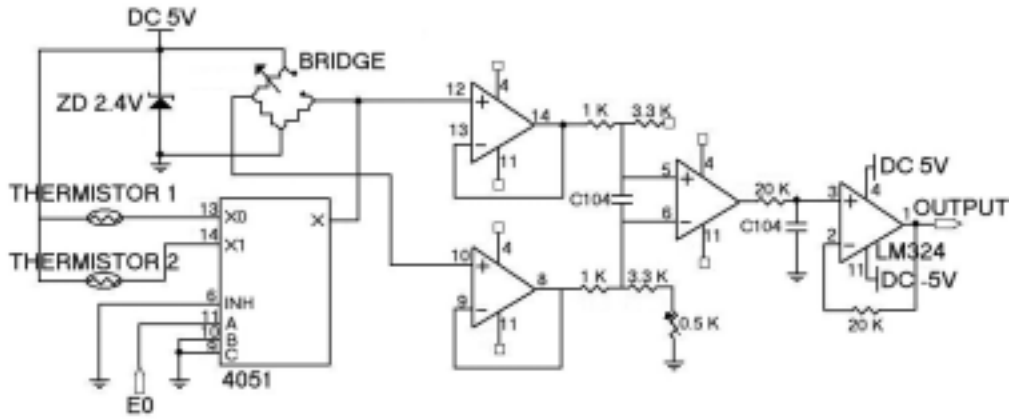 DC 5V
BRIDGE
ZD 2.4V
12
4
14
13
11
1 K
3.3 K
5
4
C104
6
11
20 K
C104
3
DC 5V
4
1
OUTPUT
2
LM324
11
DC -5V
20 K
THERMISTOR 1
13
X0
X
14
X1
THERMISTOR 2
10
4
8
9
11
1 K
3.3 K
0.5 K
6
INH
11
A
10
B
9
C
4051
E0